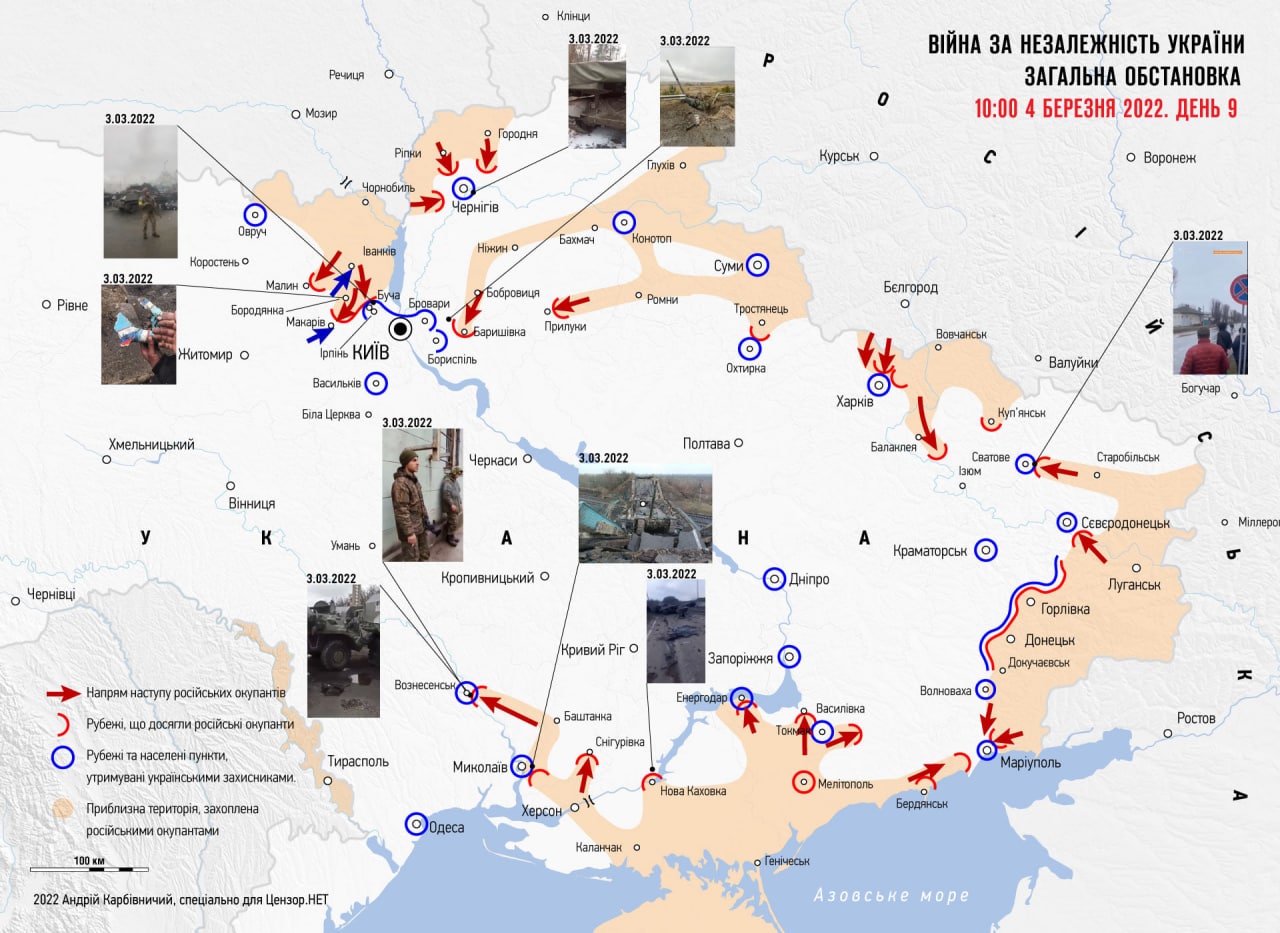 ВІЙНА ЗА НЕЗАЛЕЖНІСТЬ УКРАЇНИ
ЗАГАЛЬНА ОБСТАНОВКА
10:00 4 БЕРЕЗНЯ 2022. ДЕНЬ 9
Клінци
3.03.2022
3.03.2022
Речиця
Мозир
3.03.2022
Городня
Ріпки
Глухів
Курськ
Воронеж
Чорнобиль
Чернігів
Овруч
Бахмач
Конотоп
Ніжин
3.03.2022
Іванків
Коростень
Суми
3.03.2022
Малин
Буча
Бобровиця
Бєлгород
Рівне
Бородянка
Бровари
Ромни
Тростянець
Макарів
Прилуки
Баришівка
Вовчанськ
Житомир
Ірпінь
КИЇВ
Бориспіль
Охтирка
Валуйки
Васильків
Харків
Богучар
Біла Церква
Куп'янськ
3.03.2022
Хмельницький
Полтава
Балаклея
Черкаси
3.03.2022
Сватове
Старобільськ
Ізюм
Вінниця
Сєвєродонецьк
Міллеро
У К А Н А
Р О С І Й С Ь К А
Умань
Краматорськ
3.03.2022
Кропивницький
3.03.2022
Дніпро
Луганськ
Чернівці
Горлівка
Донецьк
Кривий Ріг
Запоріжжя
Докучаєвськ
Вознесенськ
Енергодар
Волноваха
Напрям наступу російських окупантів
Рубежі, що досягли російські окупанти
Рубежі та населені пункти,
утримувані українськими захисниками.
Приблизна територія, захоплена
російськими окупантами
Баштанка
Василівка
Ростов
Токмак
Снігурівка
Тирасполь
Миколаїв
Маріуполь
Нова Каховка
Мелітополь
Херсон
Бердянськ
Одеса
Каланчак
Генічеськ
100 км
Азовське море
2022 Андрій Карбівничий, спеціально для Цензор.НЕТ